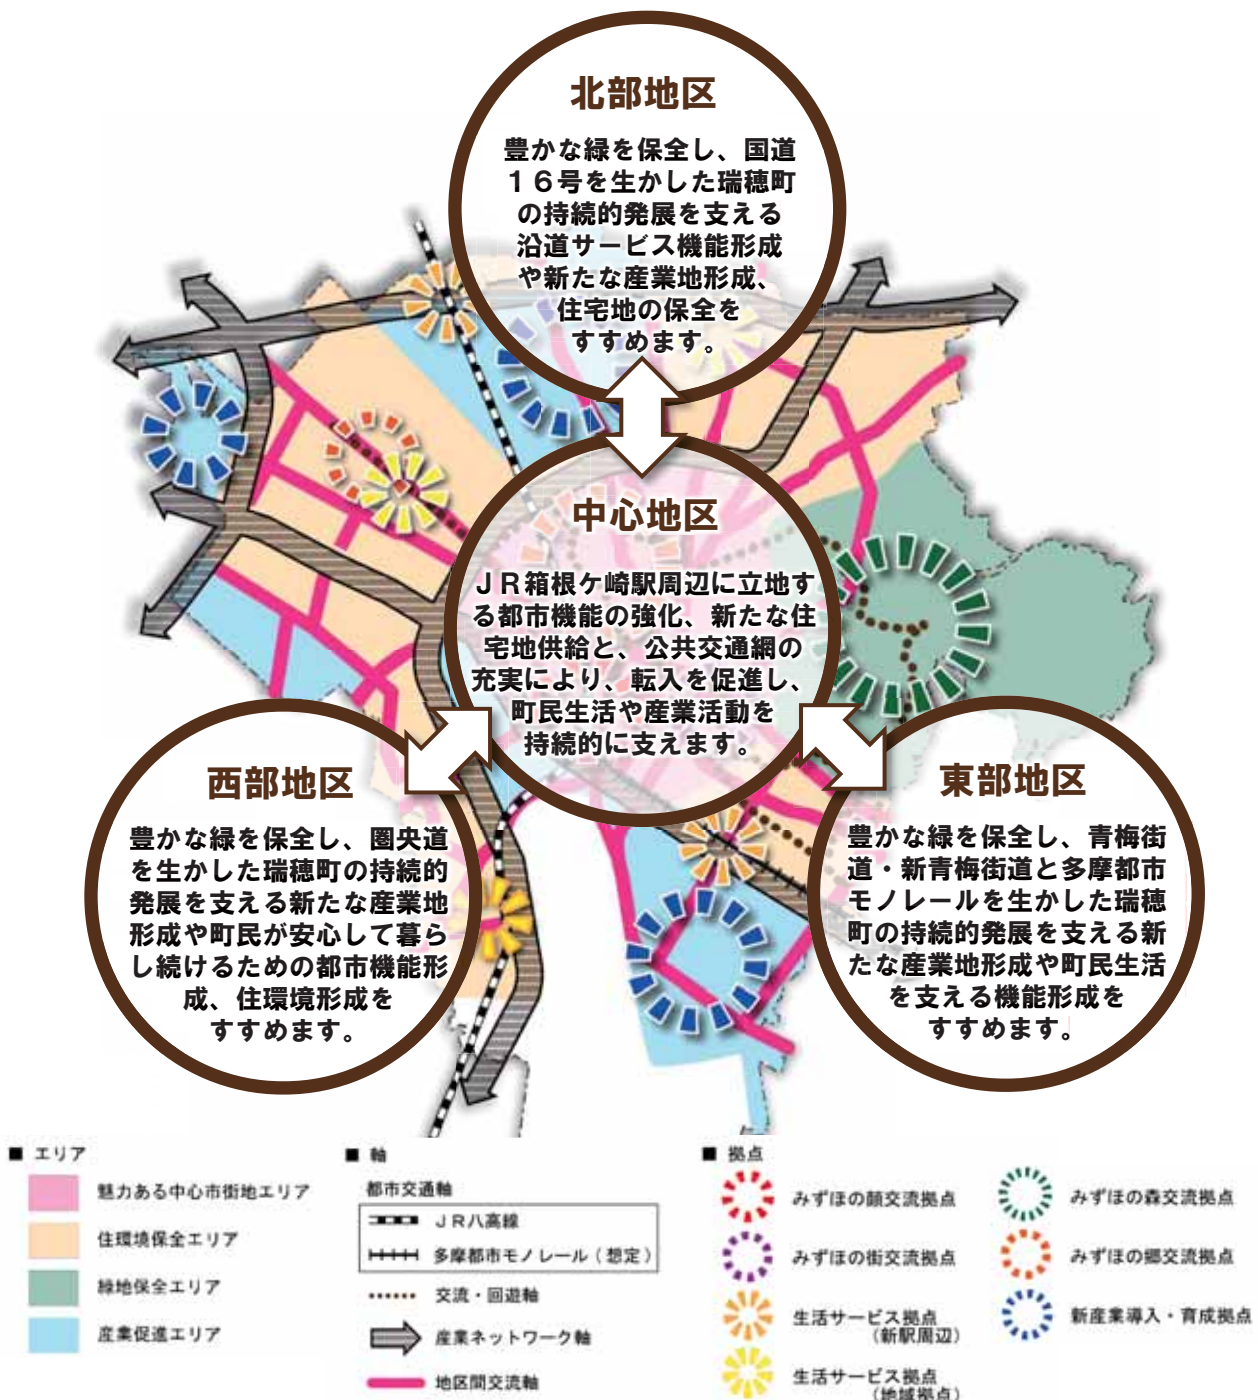 北部地区
豊かな緑を保全し、国道
１６号を生かした瑞穂町
の持続的発展を支える
沿道サービス機能形成
や新たな産業地形成、
住宅地の保全を
すすめます。
中心地区
ＪＲ箱根ケ崎駅周辺に立地す
る都市機能の強化、新たな住
宅地供給と、公共交通網の
充実により、転入を促進し、
町民生活や産業活動を
持続的に支えます。
西部地区
豊かな緑を保全し、圏央道
を生かした瑞穂町の持続的
発展を支える新たな産業地
形成や町民が安心して暮ら
し続けるための都市機能形
成、住環境形成を
すすめます。
東部地区
豊かな緑を保全し、青梅街
道・新青梅街道と多摩都市
モノレールを生かした瑞穂
町の持続的発展を支える新
たな産業地形成や町民生活
を支える機能形成を
すすめます。
■ エリア
魅力ある中心市街地エリア
住環境保全エリア
緑地保全エリア
産業促進エリア
■ 軸
都市交通軸
ＪＲ八高線
多摩都市モノレール（想定）
交流・回遊軸
産業ネットワーク軸
地区間交流軸
■ 拠点
みずほの顔交流拠点
みずほの街交流拠点
生活サービス拠点
（新駅周辺）
生活サービス拠点
（地域拠点）
みずほの森交流拠点
みずほの郷交流拠点
新産業導入・育成拠点